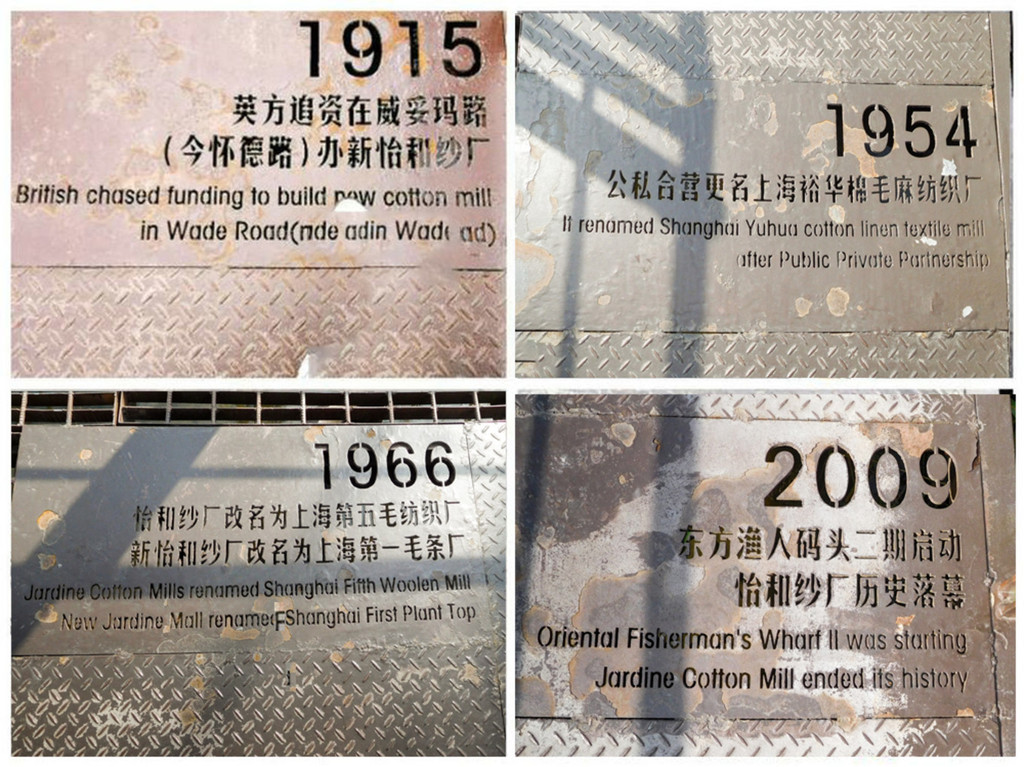 1915
英方追资在威妥玛路
（今怀德路）办新怡和纱厂
British chased funding to build new cotton mill
in Wade Road(nde adin Wade ad)
1954
公私合营更名上海裕华棉毛麻纺织厂
It renamed Shanghai Yuhua cotton linen textile mill
after Public Private Partnership
1966
怡和纱厂改名为上海第五毛纺织厂
新怡和纱厂改名为上海第一毛条厂
Jardine Cotton Mills renamed Shanghai Fifth Woolen Mill
New Jardine Mall renamed Shanghai First Plant Top
2009
东方渔人码头二期启动
怡和纱厂历史落幕
Oriental Fisherman's Wharf II was starting
Jardine Cotton Mill ended its history